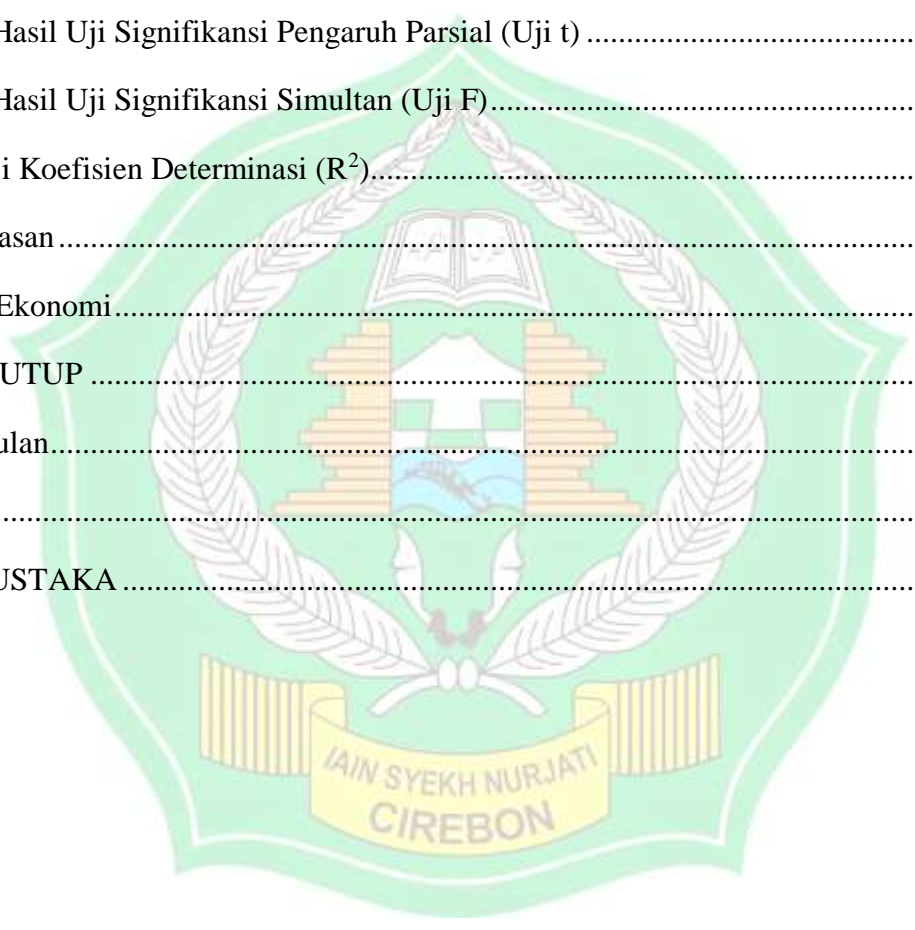 Hasil Uji Signifikansi Pengaruh Parsial (Uji t) ........................................
Hasil Uji Signifikansi Simultan (Uji F)........................................................
i Koefisien Determinasi (R²)..........................................................................
asan ..............................................................................................................................
Ekonomi.....................................................................................................................
UTUP ........................................................................................................................
ulan...............................................................................................................................
.......................................................................................................................................
USTAKA ...................................................................................................................
IAIN SYEKH NURJATI
CIREBON